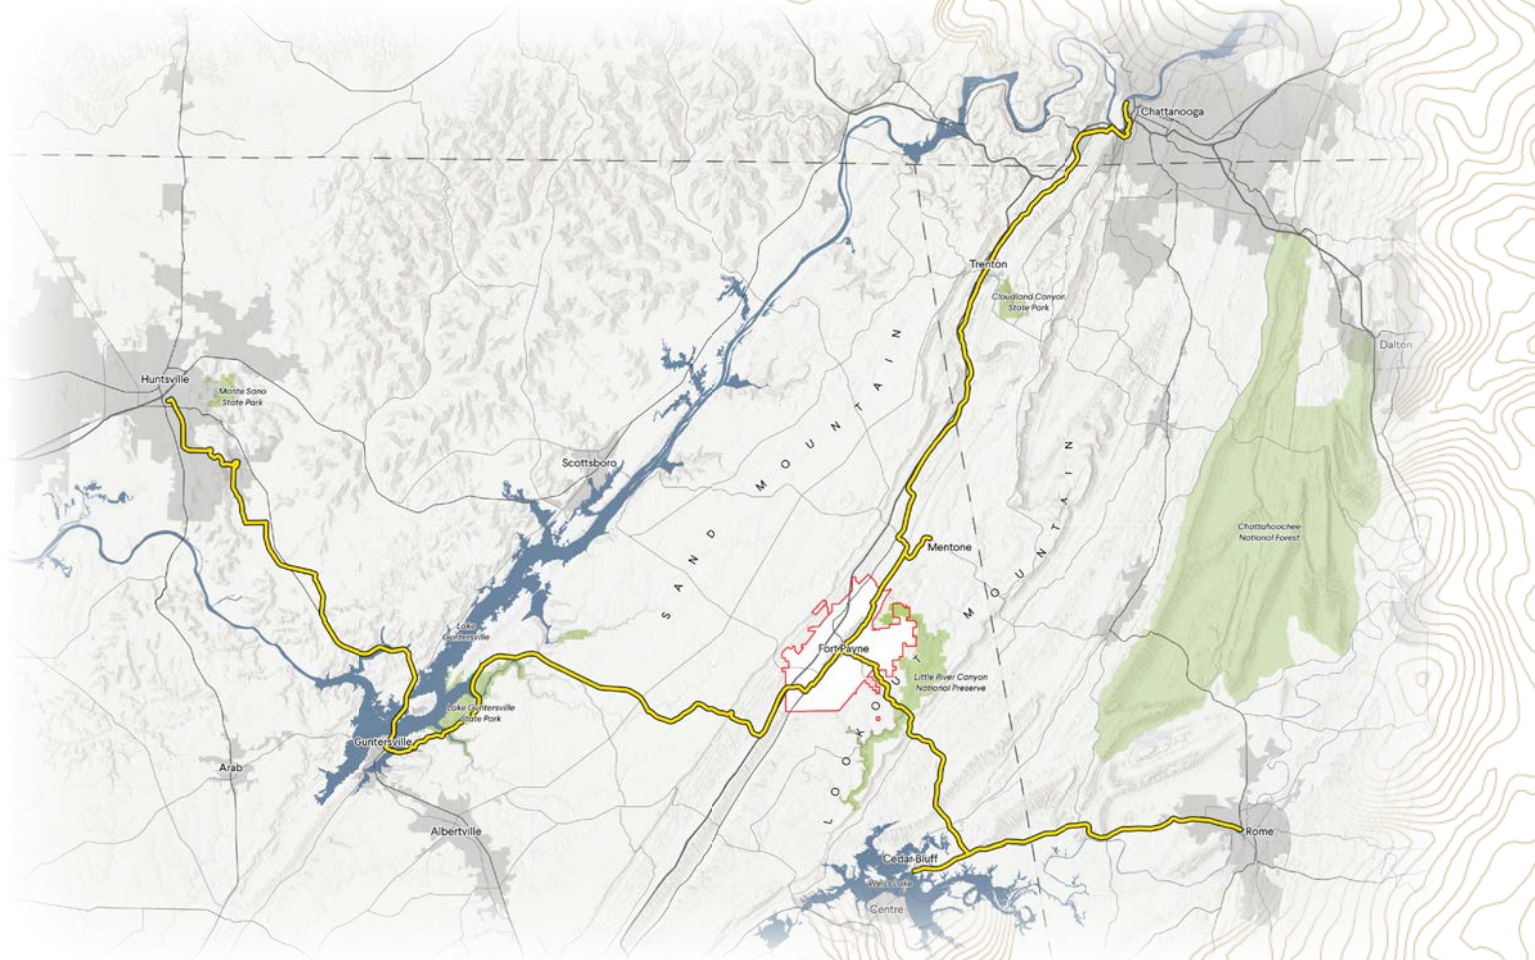 Chattanooga
Trenton
Cloudland Canyon
State Park
Dalton
Huntsville
Monte Sano
State Park
Scottsboro
SAND MOUNTAIN
Chattahoochee
National Forest
Mentone
LOOKOUT MOUNTAIN
Lake
Guntersville
Fort Payne
Little River Canyon
National Preserve
Lake Guntersville
State Park
Guntersville
Arab
Albertville
Rome
Cedar Bluff
Weiss Lake
Centre